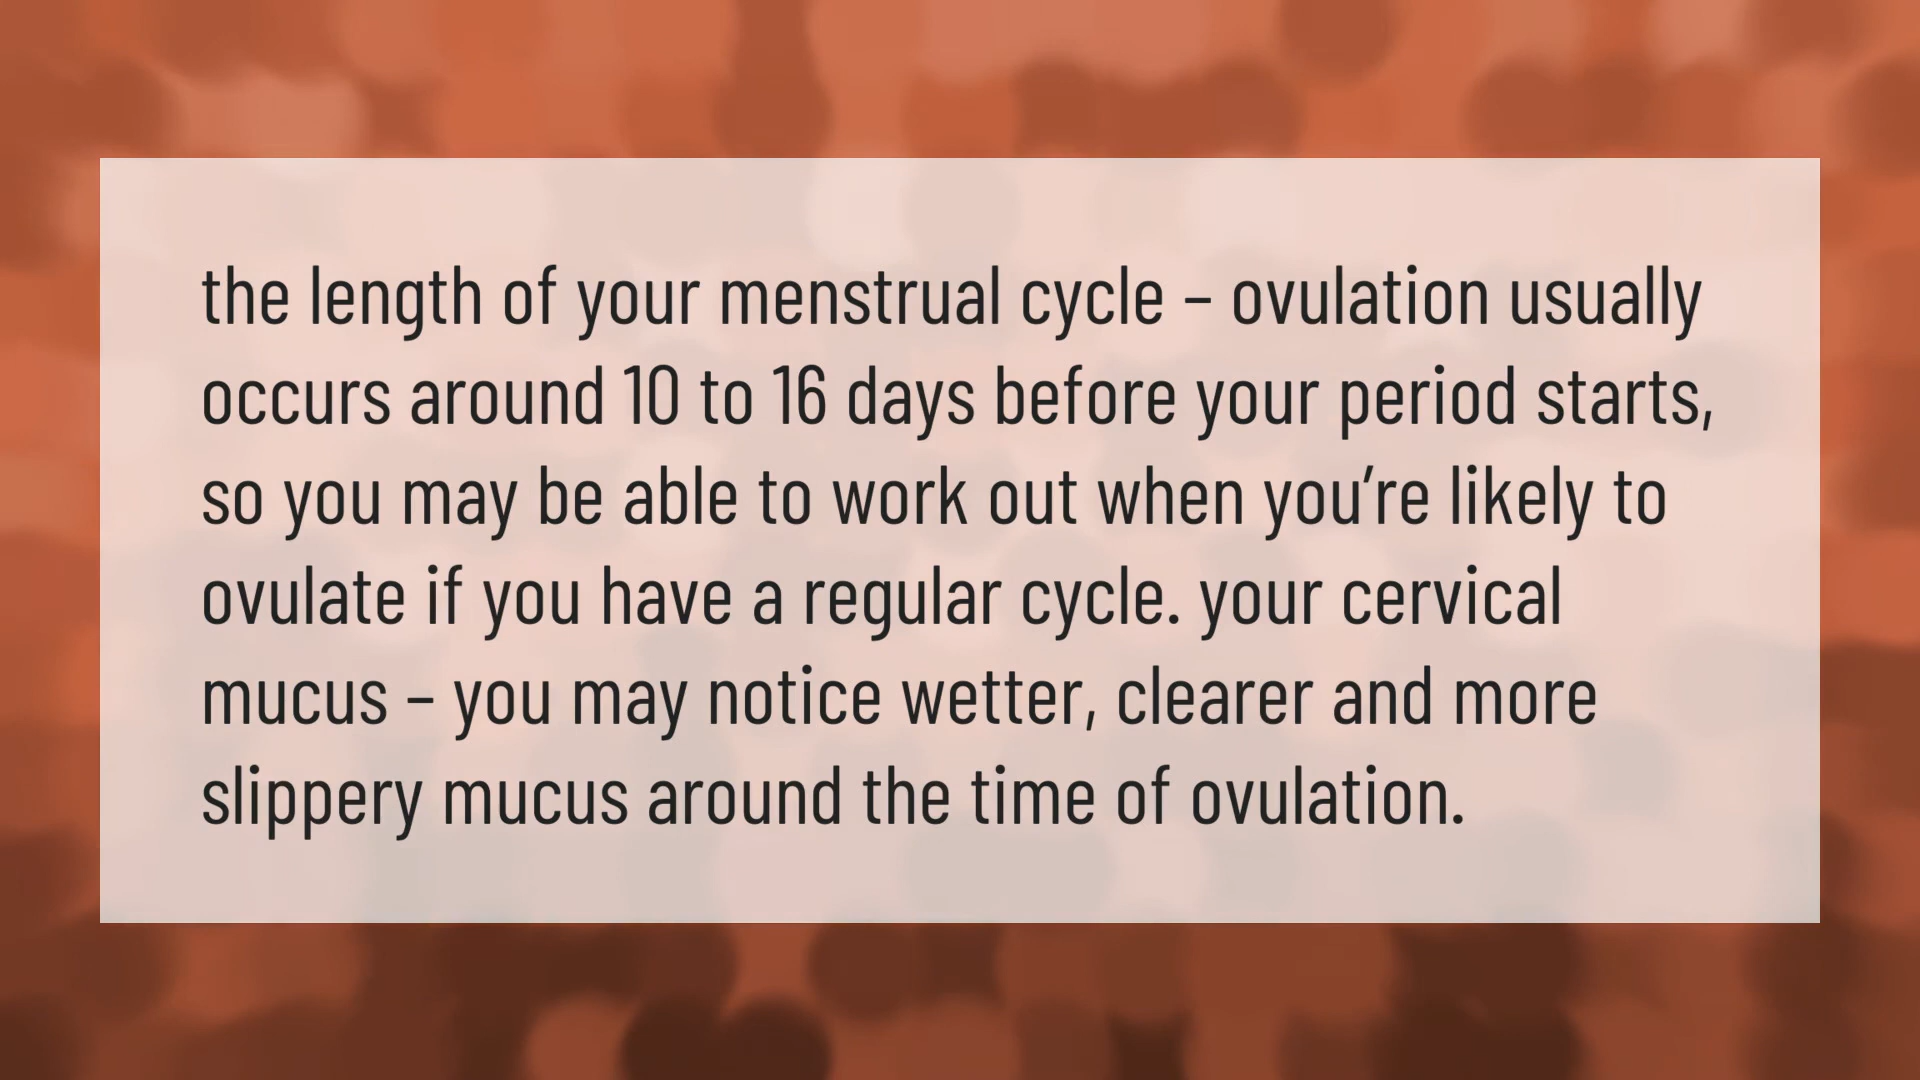 the length of your menstrual cycle – ovulation usually
occurs around 10 to 16 days before your period starts,
so you may be able to work out when you’re likely to
ovulate if you have a regular cycle. your cervical
mucus – you may notice wetter, clearer and more
slippery mucus around the time of ovulation.